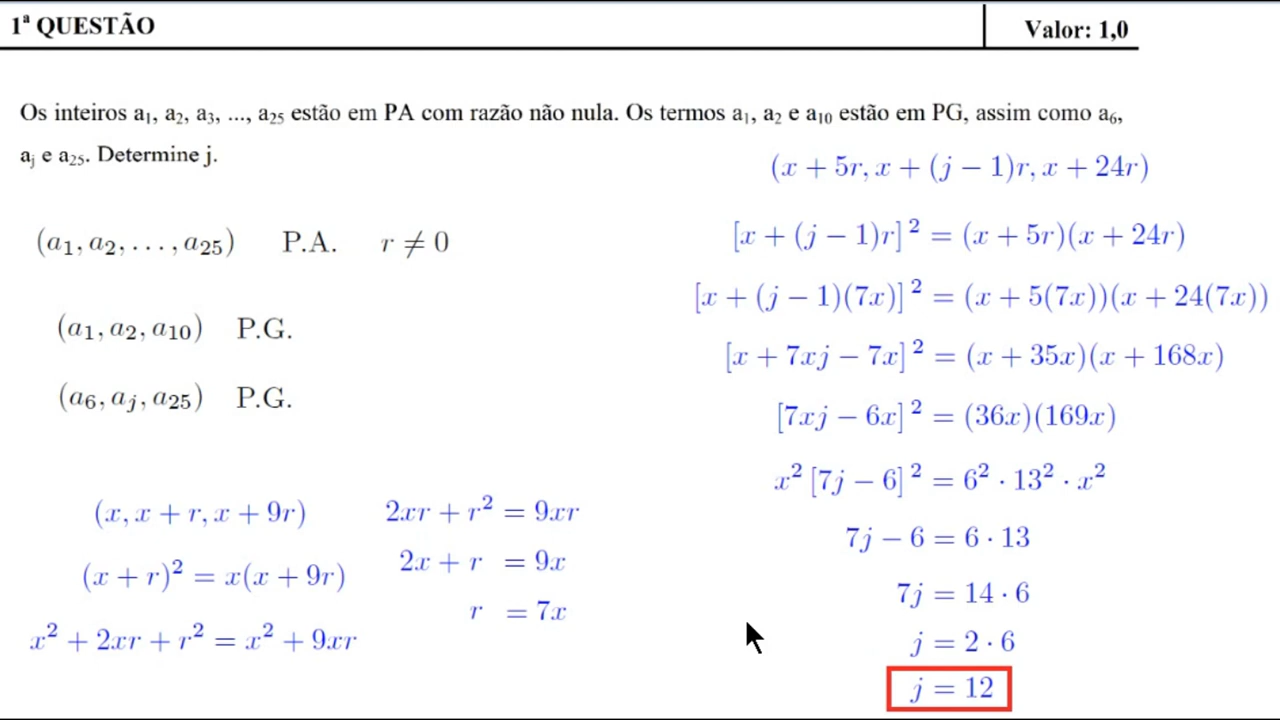 1ª QUESTÃO
Valor: 1,0
Os inteiros a₁, a₂, a₃, ..., a₂₅ estão em PA com razão não nula. Os termos a₁, a₂ e a₁₀ estão em PG, assim como a₆,
aⱼ e a₂₅. Determine j.
(a₁, a₂, . . . , a₂₅) P.A. r ≠ 0
(a₁, a₂, a₁₀) P.G.
(a₆, aⱼ, a₂₅) P.G.
(x, x + r, x + 9r)
(x + r)² = x(x + 9r)
x² + 2xr + r² = x² + 9xr
2xr + r² = 9xr
2x + r = 9x
r = 7x
(x + 5r, x + (j − 1)r, x + 24r)
[x + (j − 1)r]² = (x + 5r)(x + 24r)
[x + (j − 1)(7x)]² = (x + 5(7x))(x + 24(7x))
[x + 7xj − 7x]² = (x + 35x)(x + 168x)
[7xj − 6x]² = (36x)(169x)
x² [7j − 6]² = 6² · 13² · x²
7j − 6 = 6 · 13
7j = 14 · 6
j = 2 · 6
j = 12